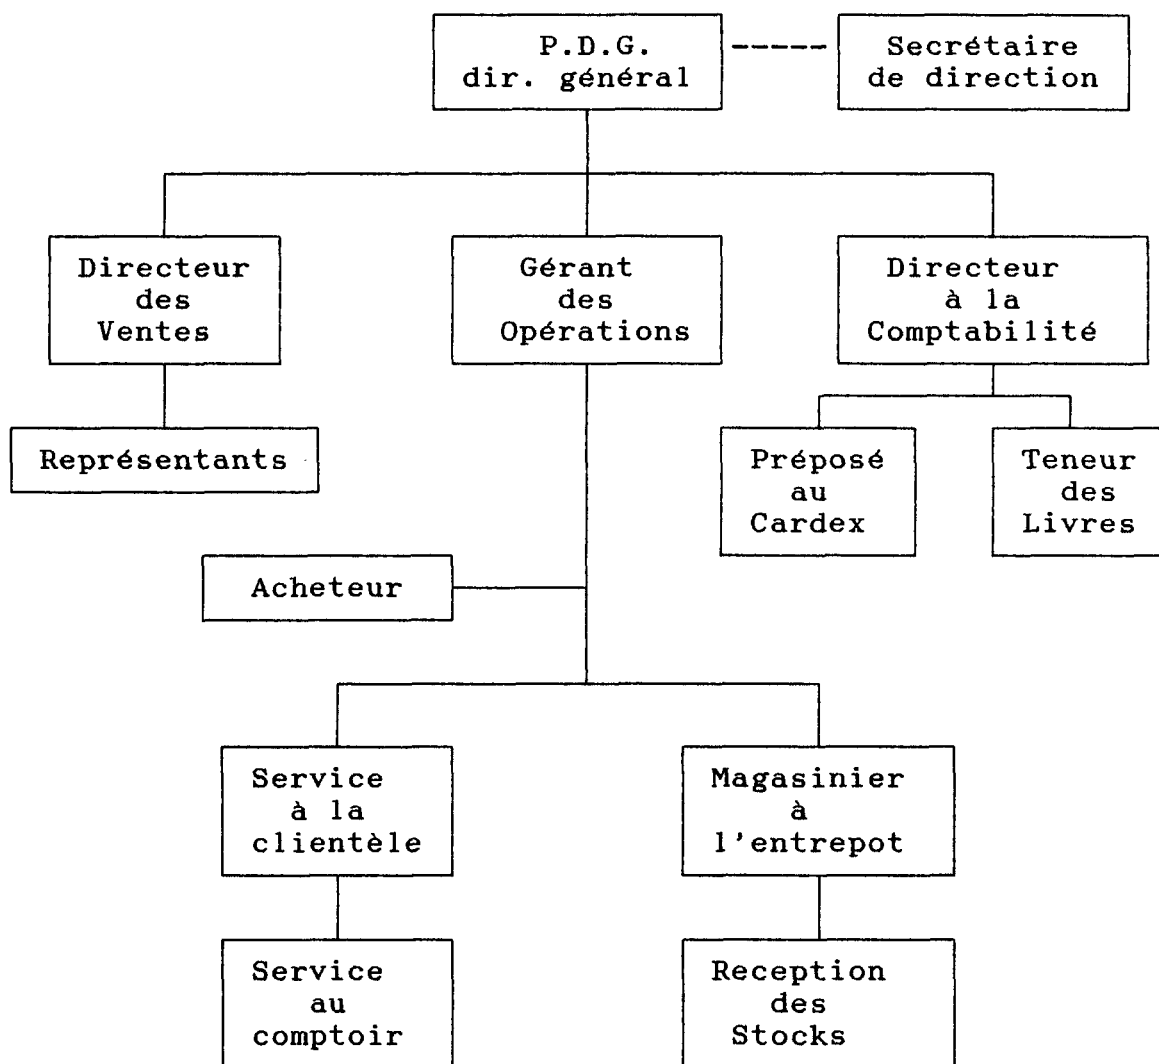 P.D.G.
dir. général
Secrétaire
de direction
Directeur
des
Ventes
Gérant
des
Opérations
Directeur
à la
Comptabilité
Représentants
Préposé
au
Cardex
Teneur
des
Livres
Acheteur
Service
à la
clientèle
Magasinier
à
l'entrepot
Service
au
comptoir
Reception
des
Stocks